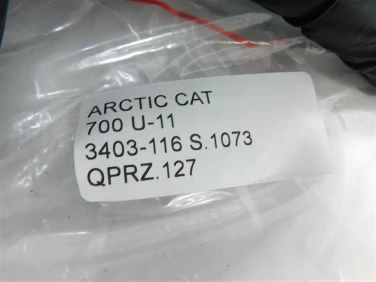 ARCTIC CAT
700 U-11
3403-116 S.1073
QPRZ.127